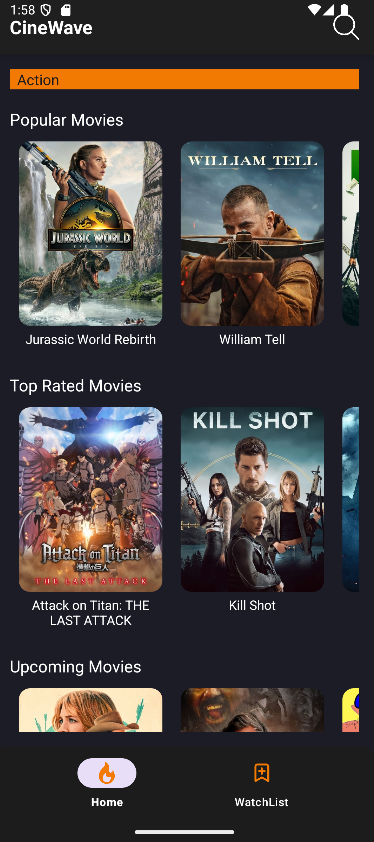 1:58
CineWave
Action
Popular Movies
JURASSIC WORLD
WILLIAM TELL
Jurassic World Rebirth
William Tell
Top Rated Movies
Attack on Titan
進撃の巨人
THE LAST ATTACK
KILL SHOT
Attack on Titan: THE
LAST ATTACK
Kill Shot
Upcoming Movies
Home
WatchList